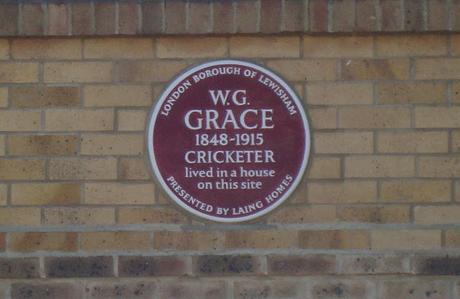 LONDON BOROUGH OF LEWISHAM
W.G.
GRACE
1848-1915
CRICKETER
lived in a house
on this site
PRESENTED BY LAING HOMES